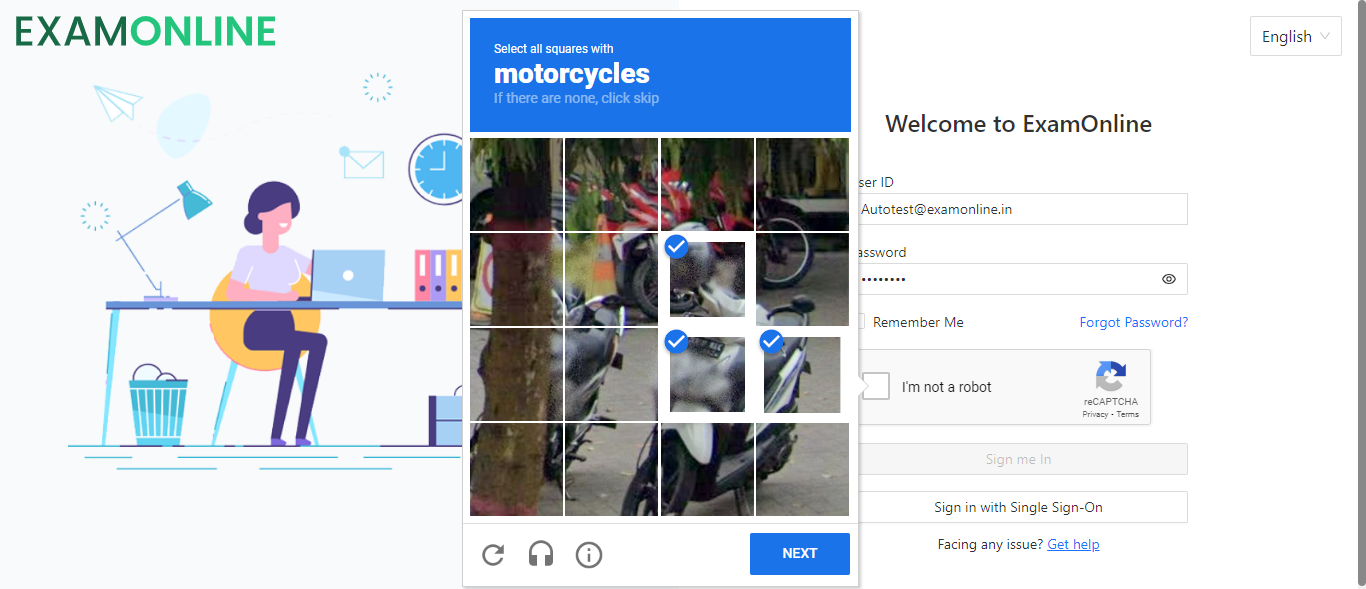 EXAMONLINE
Select all squares with
motorcycles
If there are none, click skip
NEXT
English
Welcome to ExamOnline
ser ID
Autotest@examonline.in
assword
••••••••
Remember Me
Forgot Password?
I'm not a robot
reCAPTCHA
Privacy - Terms
Sign me In
Sign in with Single Sign-On
Facing any issue? Get help